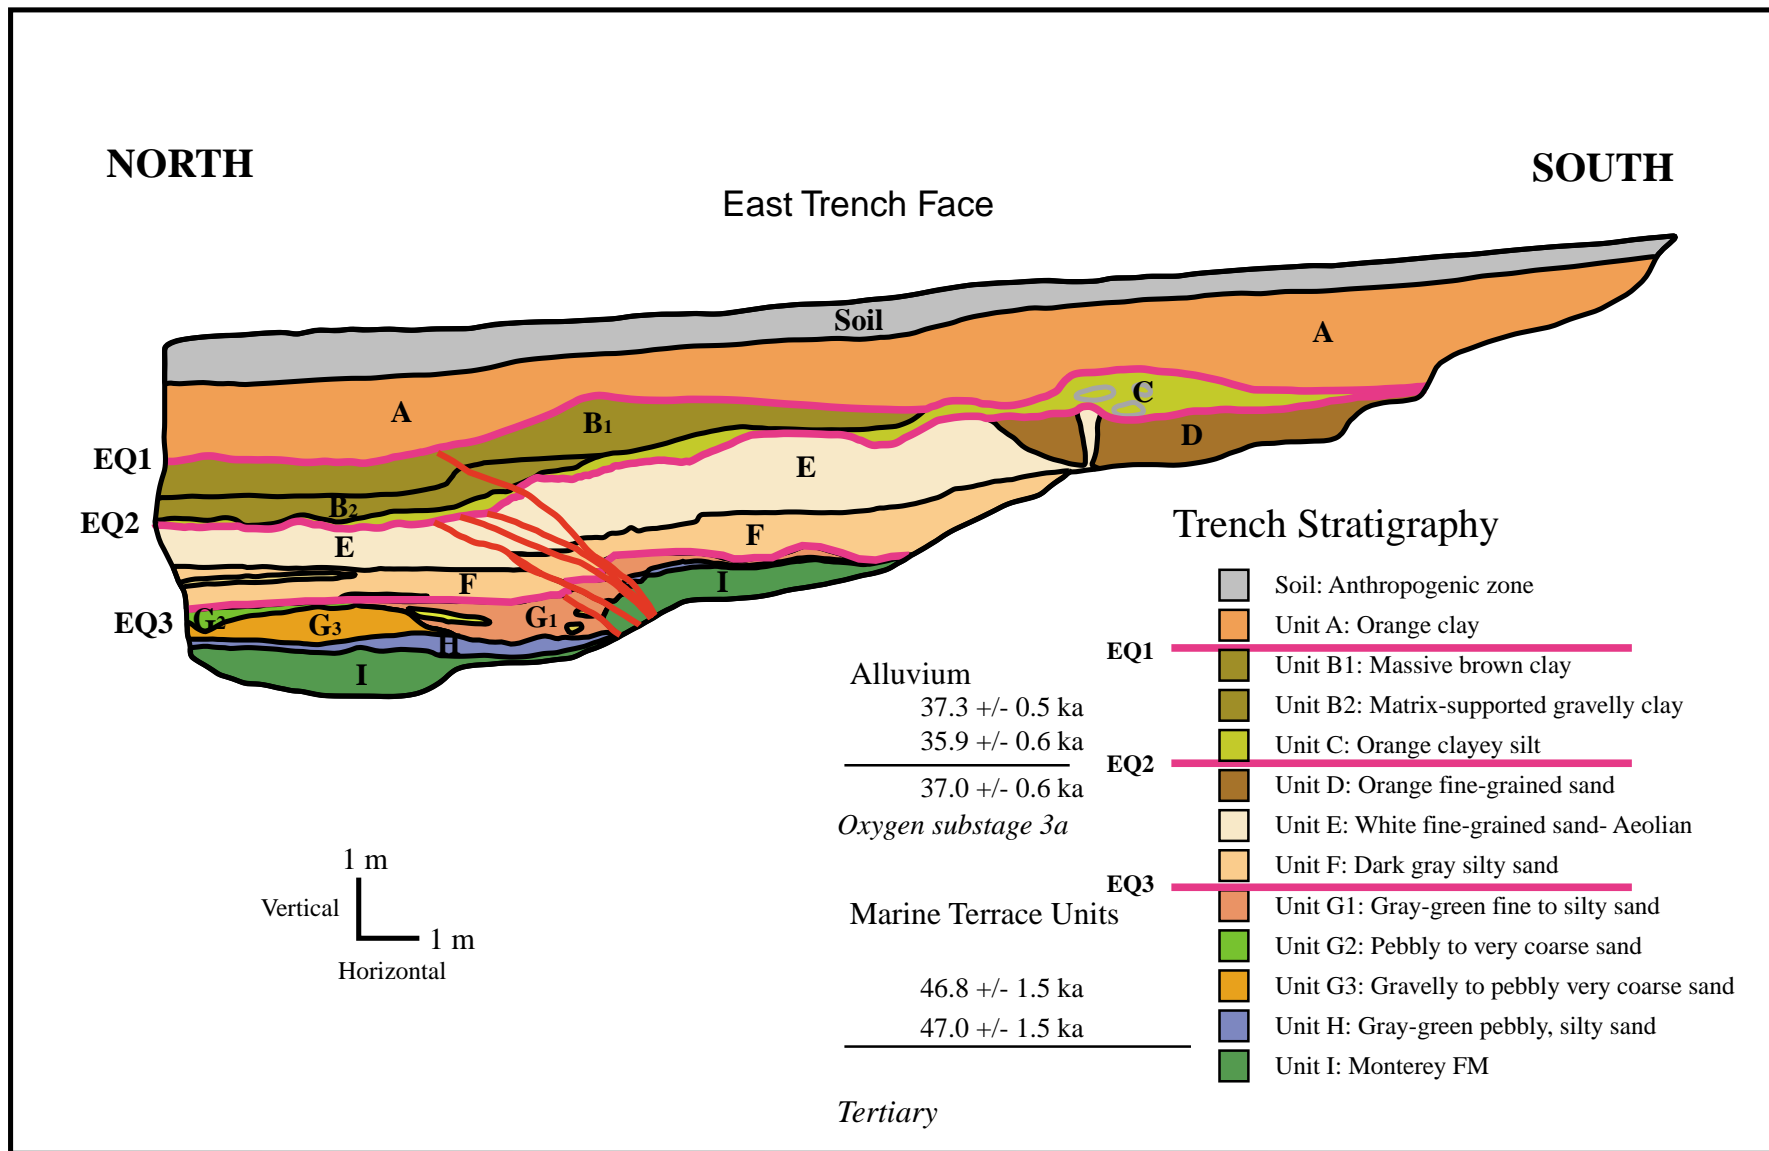 NORTH
SOUTH
East Trench Face
Soil
A
A
C
B1
D
E
EQ1
B2
EQ2
E
F
F
I
G2
G3
G1
EQ3
H
I
Trench Stratigraphy
Soil: Anthropogenic zone
Unit A: Orange clay
EQ1
Unit B1: Massive brown clay
Unit B2: Matrix-supported gravelly clay
Unit C: Orange clayey silt
EQ2
Unit D: Orange fine-grained sand
Unit E: White fine-grained sand- Aeolian
Unit F: Dark gray silty sand
EQ3
Unit G1: Gray-green fine to silty sand
Unit G2: Pebbly to very coarse sand
Unit G3: Gravelly to pebbly very coarse sand
Unit H: Gray-green pebbly, silty sand
Unit I: Monterey FM
Alluvium
37.3 +/- 0.5 ka
35.9 +/- 0.6 ka
37.0 +/- 0.6 ka
Oxygen substage 3a
Marine Terrace Units
46.8 +/- 1.5 ka
47.0 +/- 1.5 ka
Tertiary
1 m
Vertical
1 m
Horizontal